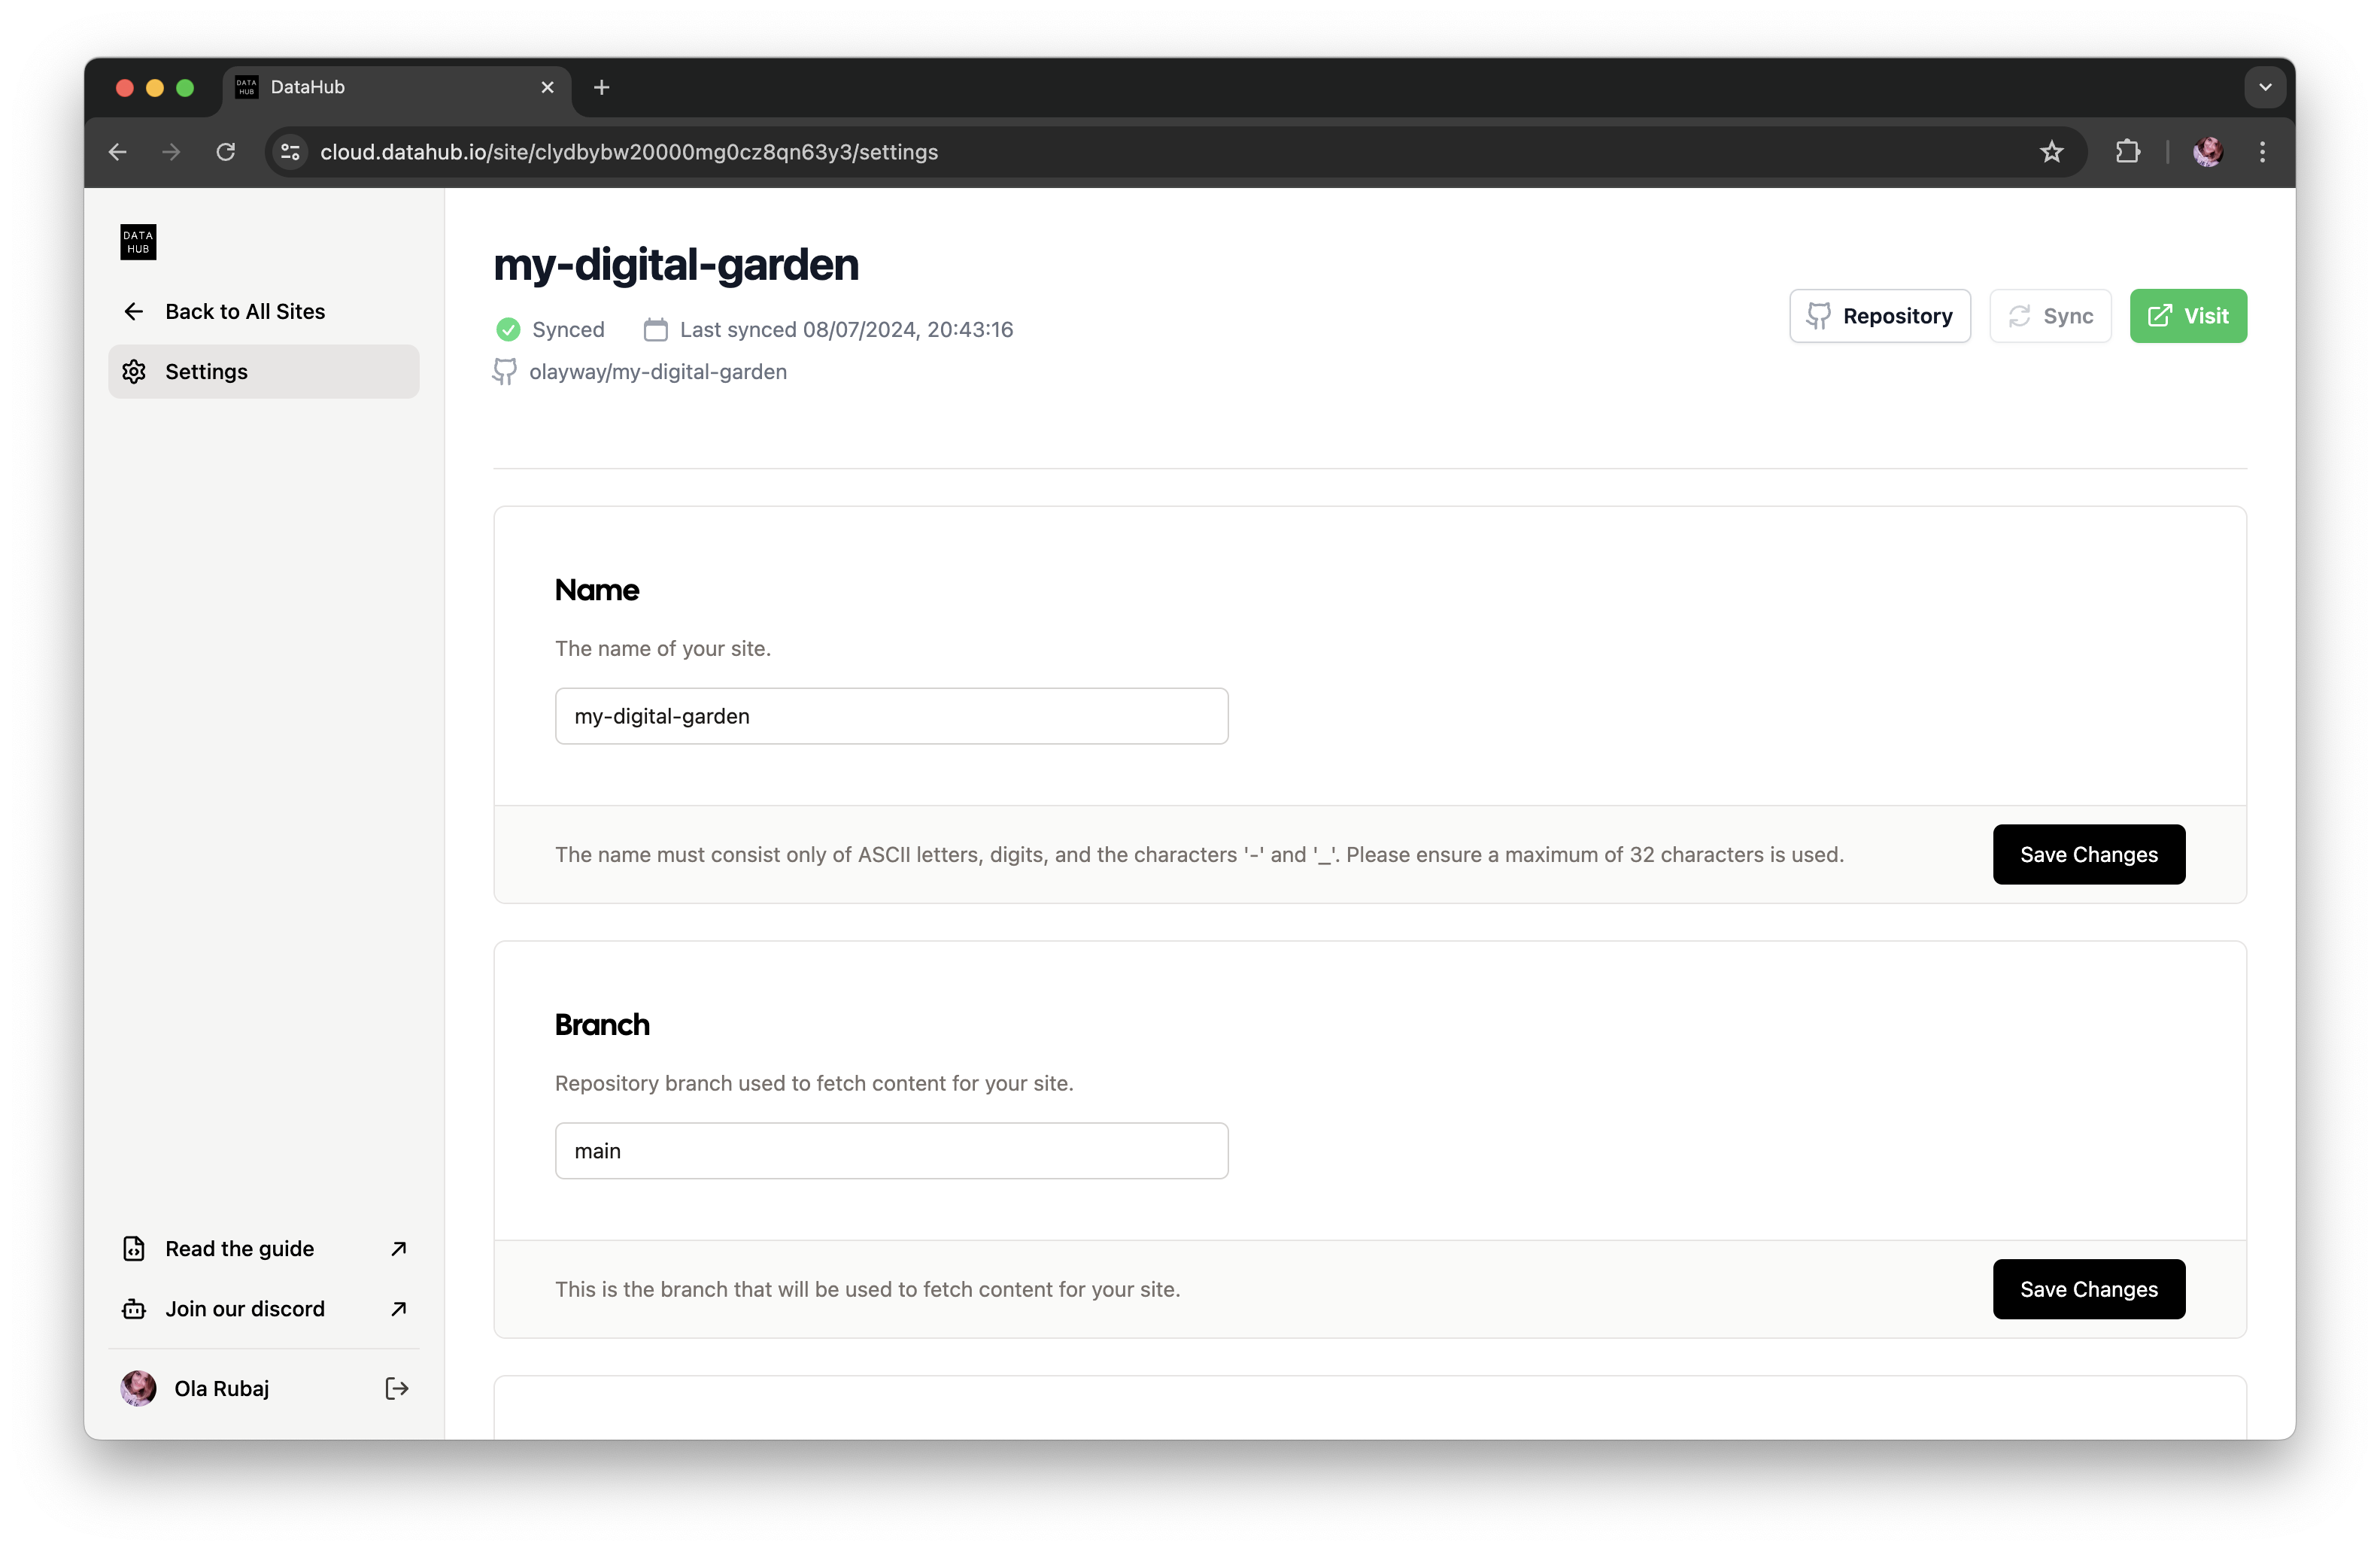 DataHub
cloud.datahub.io/site/clydbybw20000mg0cz8qn63y3/settings
DATA
HUB
Back to All Sites
Settings
my-digital-garden
Synced Last synced 08/07/2024, 20:43:16
olayway/my-digital-garden
Repository Sync Visit
Name
The name of your site.
my-digital-garden
The name must consist only of ASCII letters, digits, and the characters '-' and '_'. Please ensure a maximum of 32 characters is used.
Save Changes
Branch
Repository branch used to fetch content for your site.
main
This is the branch that will be used to fetch content for your site.
Save Changes
Read the guide
Join our discord
Ola Rubaj